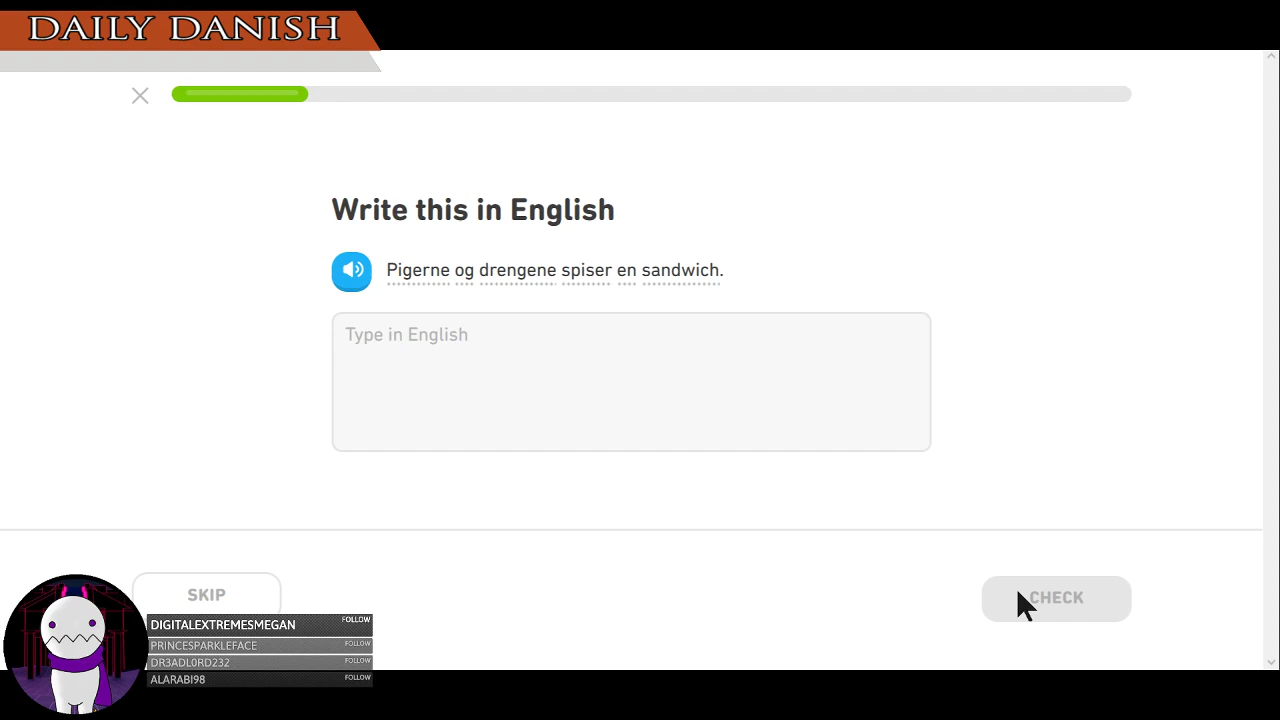 DAILY DANISH
Write this in English
Pigerne og drengene spiser en sandwich.
Type in English
SKIP
CHECK
DIGITALEXTREMESMEGAN FOLLOW
PRINCESPARKLEFACE FOLLOW
DR3ADL0RD232 FOLLOW
ALARABI98 FOLLOW